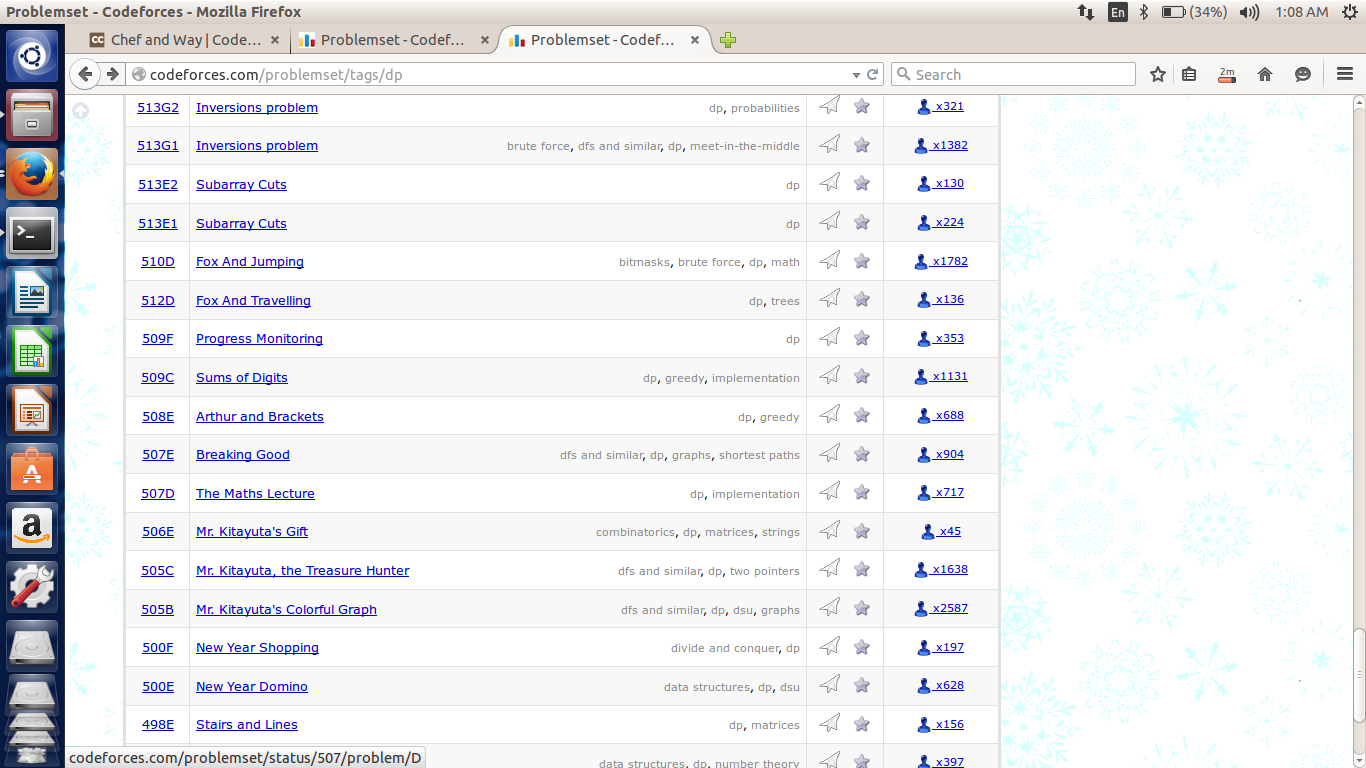 Problemset - Codeforces - Mozilla Firefox En (34%) 1:08 AM
Chef and Way | Code... Problemset - Codef... Problemset - Codef...
codeforces.com/problemset/tags/dp Search 2m
513G2 Inversions problem dp, probabilities x321
513G1 Inversions problem brute force, dfs and similar, dp, meet-in-the-middle x1382
513E2 Subarray Cuts dp x130
513E1 Subarray Cuts dp x224
510D Fox And Jumping bitmasks, brute force, dp, math x1782
512D Fox And Travelling dp, trees x136
509F Progress Monitoring dp x353
509C Sums of Digits dp, greedy, implementation x1131
508E Arthur and Brackets dp, greedy x688
507E Breaking Good dfs and similar, dp, graphs, shortest paths x904
507D The Maths Lecture dp, implementation x717
506E Mr. Kitayuta's Gift combinatorics, dp, matrices, strings x45
505C Mr. Kitayuta, the Treasure Hunter dfs and similar, dp, two pointers x1638
505B Mr. Kitayuta's Colorful Graph dfs and similar, dp, dsu, graphs x2587
500F New Year Shopping divide and conquer, dp x197
500E New Year Domino data structures, dp, dsu x628
498E Stairs and Lines dp, matrices x156
data structures, dp, number theory x397
codeforces.com/problemset/status/507/problem/D